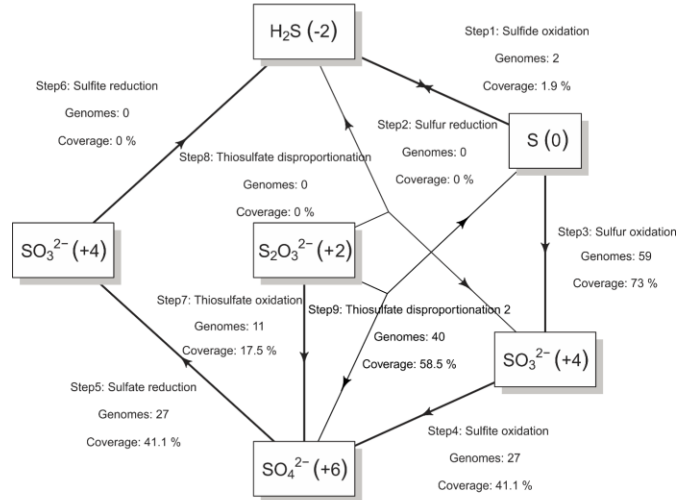 H₂S (-2)
Step1: Sulfide oxidation
Genomes: 2
Coverage: 1.9 %
Step6: Sulfite reduction
Genomes: 0
Coverage: 0 %
Step2: Sulfur reduction
Genomes: 0
Coverage: 0 %
S (0)
Step8: Thiosulfate disproportionation
Genomes: 0
Coverage: 0 %
SO₃²⁻ (+4)
S₂O₃²⁻ (+2)
Step3: Sulfur oxidation
Genomes: 59
Coverage: 73 %
Step7: Thiosulfate oxidation
Genomes: 11
Coverage: 17.5 %
Step9: Thiosulfate disproportionation 2
Genomes: 40
Coverage: 58.5 %
SO₃²⁻ (+4)
Step5: Sulfate reduction
Genomes: 27
Coverage: 41.1 %
SO₄²⁻ (+6)
Step4: Sulfite oxidation
Genomes: 27
Coverage: 41.1 %